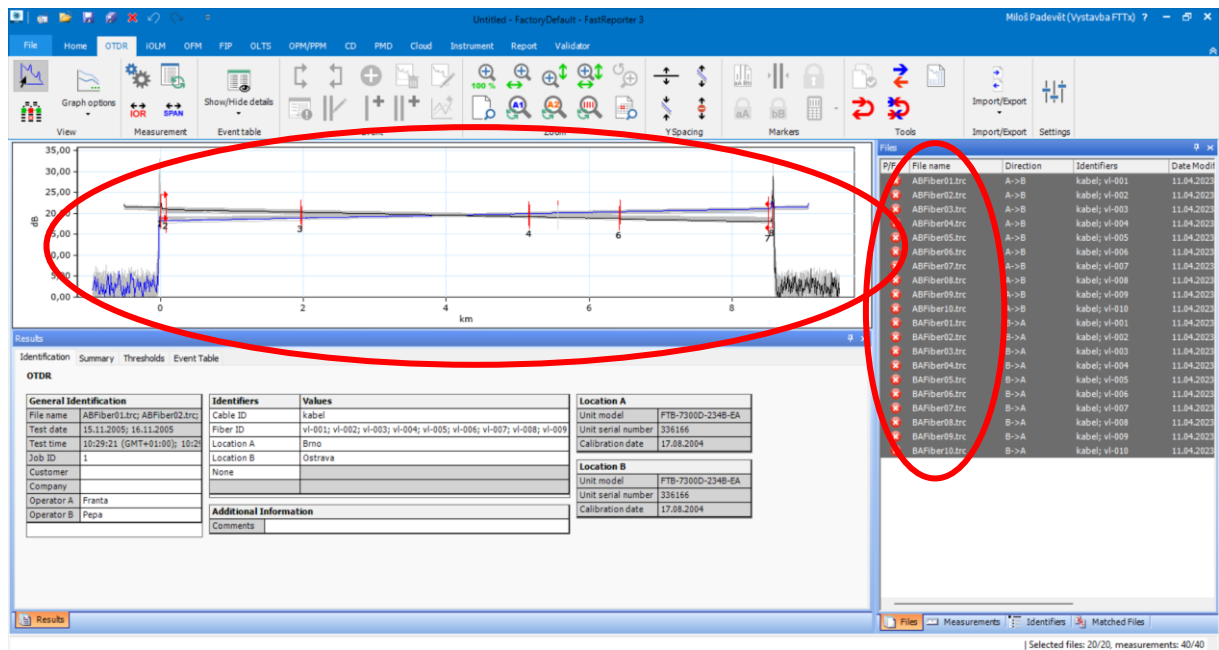 Untitled - FactoryDefault - FastReporter 3
Miloš Padevět (Vystavba FTTx) ?
File Home OTDR iOLM OFM FIP OLTS OPM/PPM CD PMD Cloud Instrument Report Validator
Graph options
IOR SPAN
Show/Hide details
100 %
A1 A2
aA bB
Import/Export
View Measurement Event table Zoom Y Spacing Markers Tools Import/Export Settings
35,00
30,00
25,00
dB
0,00
0 2 4 6 8
2 3 4 6 7
km
Files
File name Direction Identifiers Date Modif
ABFiber01.trc A->B kabel; vl-001 11.04.2023
ABFiber02.trc A->B kabel; vl-002 11.04.2023
ABFiber03.trc A->B kabel; vl-003 11.04.2023
ABFiber04.trc A->B kabel; vl-004 11.04.2023
ABFiber05.trc A->B kabel; vl-005 11.04.2023
ABFiber06.trc A->B kabel; vl-006 11.04.2023
ABFiber07.trc A->B kabel; vl-007 11.04.2023
ABFiber08.trc A->B kabel; vl-008 11.04.2023
ABFiber09.trc A->B kabel; vl-009 11.04.2023
ABFiber10.trc A->B kabel; vl-010 11.04.2023
BAFiber01.trc B->A kabel; vl-001 11.04.2023
BAFiber02.trc B->A kabel; vl-002 11.04.2023
BAFiber03.trc B->A kabel; vl-003 11.04.2023
BAFiber04.trc B->A kabel; vl-004 11.04.2023
BAFiber05.trc B->A kabel; vl-005 11.04.2023
BAFiber06.trc B->A kabel; vl-006 11.04.2023
BAFiber07.trc B->A kabel; vl-007 11.04.2023
BAFiber08.trc B->A kabel; vl-008 11.04.2023
BAFiber09.trc B->A kabel; vl-009 11.04.2023
BAFiber10.trc B->A kabel; vl-010 11.04.2023
Results
Identification Summary Thresholds Event Table
OTDR
General Identification
File name ABFiber01.trc; ABFiber02.trc;
Test date 15.11.2005; 16.11.2005
Test time 10:29:21 (GMT+01:00); 10:29
Job ID 1
Customer
Company
Operator A Franta
Operator B Pepa
Identifiers Values
Cable ID kabel
Fiber ID vl-001; vl-002; vl-003; vl-004; vl-005; vl-006; vl-007; vl-008; vl-009
Location A Brno
Location B Ostrava
None
Additional Information
Comments
Location A
Unit model FTB-7300D-234B-EA
Unit serial number 336166
Calibration date 17.08.2004
Location B
Unit model FTB-7300D-234B-EA
Unit serial number 336166
Calibration date 17.08.2004
Results
Files Measurements Identifiers Matched Files
Selected files: 20/20, measurements: 40/40